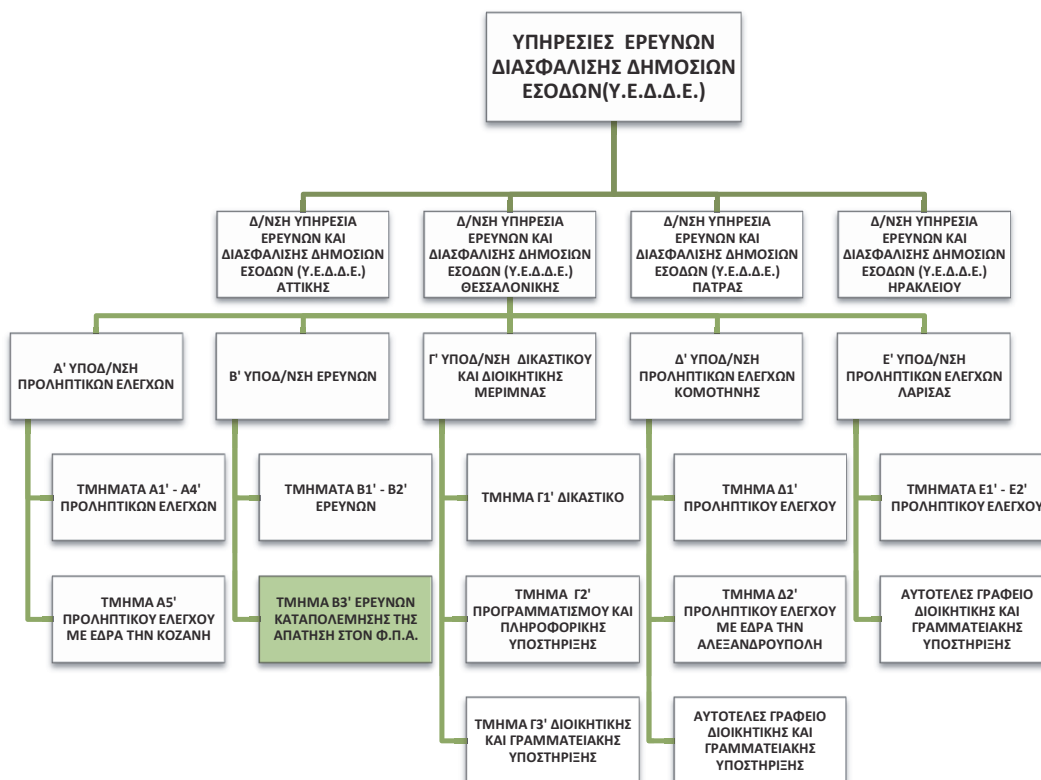 ΥΠΗΡΕΣΙΕΣ ΕΡΕΥΝΩΝ
ΔΙΑΣΦΑΛΙΣΗΣ ΔΗΜΟΣΙΩΝ
ΕΣΟΔΩΝ(Υ.Ε.Δ.Δ.Ε.)
Δ/ΝΣΗ ΥΠΗΡΕΣΙΑ
ΕΡΕΥΝΩΝ ΚΑΙ
ΔΙΑΣΦΑΛΙΣΗΣ ΔΗΜΟΣΙΩΝ
ΕΣΟΔΩΝ (Υ.Ε.Δ.Δ.Ε.)
ΑΤΤΙΚΗΣ
Δ/ΝΣΗ ΥΠΗΡΕΣΙΑ
ΕΡΕΥΝΩΝ ΚΑΙ
ΔΙΑΣΦΑΛΙΣΗΣ ΔΗΜΟΣΙΩΝ
ΕΣΟΔΩΝ (Υ.Ε.Δ.Δ.Ε.)
ΘΕΣΣΑΛΟΝΙΚΗΣ
Δ/ΝΣΗ ΥΠΗΡΕΣΙΑ
ΕΡΕΥΝΩΝ ΚΑΙ
ΔΙΑΣΦΑΛΙΣΗΣ ΔΗΜΟΣΙΩΝ
ΕΣΟΔΩΝ (Υ.Ε.Δ.Δ.Ε.)
ΠΑΤΡΑΣ
Δ/ΝΣΗ ΥΠΗΡΕΣΙΑ
ΕΡΕΥΝΩΝ ΚΑΙ
ΔΙΑΣΦΑΛΙΣΗΣ ΔΗΜΟΣΙΩΝ
ΕΣΟΔΩΝ (Υ.Ε.Δ.Δ.Ε.)
ΗΡΑΚΛΕΙΟΥ
Α' ΥΠΟΔ/ΝΣΗ
ΠΡΟΛΗΠΤΙΚΩΝ ΕΛΕΓΧΩΝ
Β' ΥΠΟΔ/ΝΣΗ ΕΡΕΥΝΩΝ
Γ' ΥΠΟΔ/ΝΣΗ ΔΙΚΑΣΤΙΚΟΥ
ΚΑΙ ΔΙΟΙΚΗΤΙΚΗΣ
ΜΕΡΙΜΝΑΣ
Δ' ΥΠΟΔ/ΝΣΗ
ΠΡΟΛΗΠΤΙΚΩΝ ΕΛΕΓΧΩΝ
ΚΟΜΟΤΗΝΗΣ
Ε' ΥΠΟΔ/ΝΣΗ
ΠΡΟΛΗΠΤΙΚΩΝ ΕΛΕΓΧΩΝ
ΛΑΡΙΣΑΣ
ΤΜΗΜΑΤΑ Α1' - Α4'
ΠΡΟΛΗΠΤΙΚΩΝ ΕΛΕΓΧΩΝ
ΤΜΗΜΑΤΑ Β1' - Β2'
ΕΡΕΥΝΩΝ
ΤΜΗΜΑ Γ1' ΔΙΚΑΣΤΙΚΟ
ΤΜΗΜΑ Δ1'
ΠΡΟΛΗΠΤΙΚΟΥ ΕΛΕΓΧΟΥ
ΤΜΗΜΑΤΑ Ε1' - Ε2'
ΠΡΟΛΗΠΤΙΚΟΥ ΕΛΕΓΧΟΥ
ΤΜΗΜΑ Α5'
ΠΡΟΛΗΠΤΙΚΟΥ ΕΛΕΓΧΟΥ
ΜΕ ΕΔΡΑ ΤΗΝ ΚΟΖΑΝΗ
ΤΜΗΜΑ Β3' ΕΡΕΥΝΩΝ
ΚΑΤΑΠΟΛΕΜΗΣΗΣ ΤΗΣ
ΑΠΑΤΗΣΗ ΣΤΟΝ Φ.Π.Α.
ΤΜΗΜΑ Γ2'
ΠΡΟΓΡΑΜΜΑΤΙΣΜΟΥ ΚΑΙ
ΠΛΗΡΟΦΟΡΙΚΗΣ
ΥΠΟΣΤΗΡΙΞΗΣ
ΤΜΗΜΑ Δ2'
ΠΡΟΛΗΠΤΙΚΟΥ ΕΛΕΓΧΟΥ
ΜΕ ΕΔΡΑ ΤΗΝ
ΑΛΕΞΑΝΔΡΟΥΠΟΛΗ
ΑΥΤΟΤΕΛΕΣ ΓΡΑΦΕΙΟ
ΔΙΟΙΚΗΤΙΚΗΣ ΚΑΙ
ΓΡΑΜΜΑΤΕΙΑΚΗΣ
ΥΠΟΣΤΗΡΙΞΗΣ
ΤΜΗΜΑ Γ3' ΔΙΟΙΚΗΤΙΚΗΣ
ΚΑΙ ΓΡΑΜΜΑΤΕΙΑΚΗΣ
ΥΠΟΣΤΗΡΙΞΗΣ
ΑΥΤΟΤΕΛΕΣ ΓΡΑΦΕΙΟ
ΔΙΟΙΚΗΤΙΚΗΣ ΚΑΙ
ΓΡΑΜΜΑΤΕΙΑΚΗΣ
ΥΠΟΣΤΗΡΙΞΗΣ